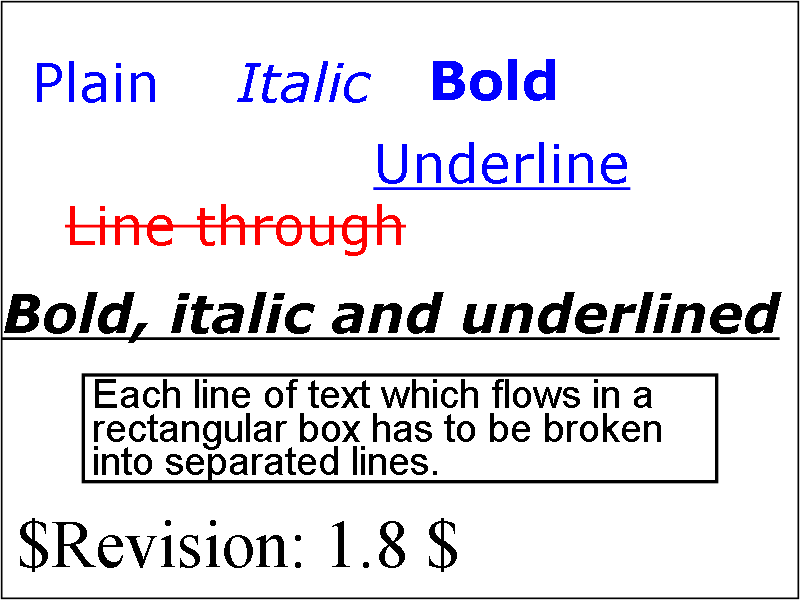 Plain Italic Bold
Underline
Line through
Bold, italic and underlined
Each line of text which flows in a
rectangular box has to be broken
into separated lines.
$Revision: 1.8 $